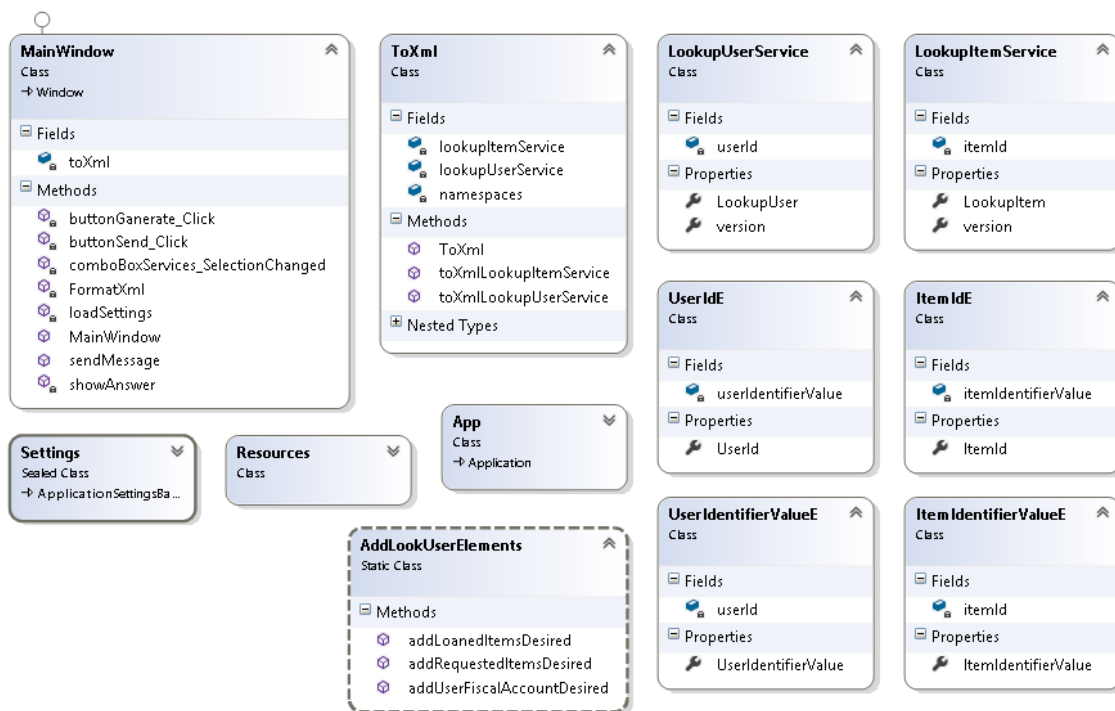 MainWindow
Class
→ Window
Fields
toXml
Methods
buttonGanerate_Click
buttonSend_Click
comboBoxServices_SelectionChanged
FormatXml
loadSettings
MainWindow
sendMessage
showAnswer
ToXml
Class
Fields
lookupItemService
lookupUserService
namespaces
Methods
ToXml
toXmlLookupItemService
toXmlLookupUserService
Nested Types
LookupUserService
Class
Fields
userId
Properties
LookupUser
version
LookupItemService
Class
Fields
itemId
Properties
LookupItem
version
UserIdE
Class
Fields
userIdentifierValue
Properties
UserId
ItemIdE
Class
Fields
itemIdentifierValue
Properties
ItemId
Settings
Sealed Class
→ ApplicationSettingsBa...
Resources
Class
App
Class
→ Application
AddLookUserElements
Static Class
Methods
addLoanedItemsDesired
addRequestedItemsDesired
addUserFiscalAccountDesired
UserIdentifierValueE
Class
Fields
userId
Properties
UserIdentifierValue
ItemIdentifierValueE
Class
Fields
itemId
Properties
ItemIdentifierValue